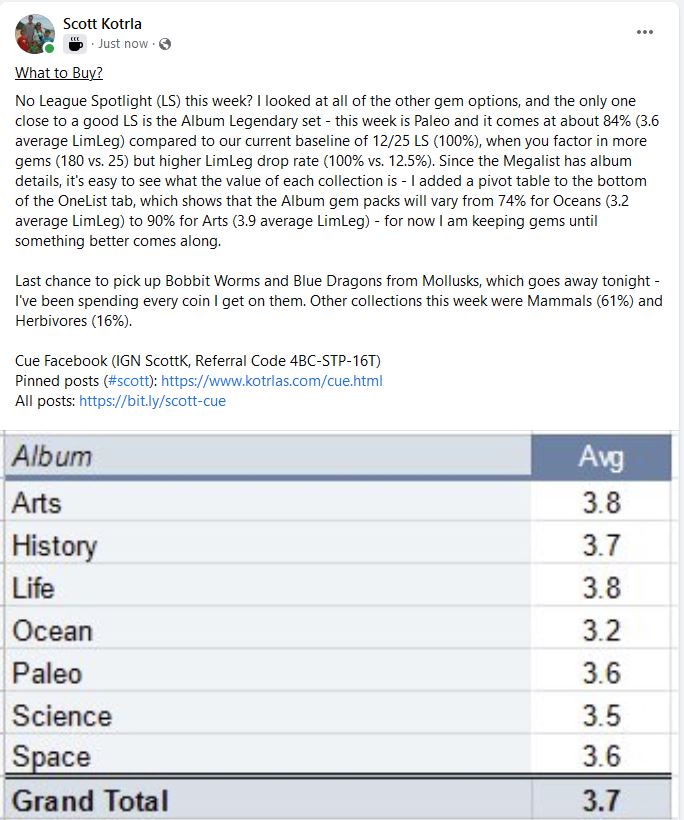 Scott Kotrla
· Just now ·
What to Buy?
No League Spotlight (LS) this week? I looked at all of the other gem options, and the only one
close to a good LS is the Album Legendary set - this week is Paleo and it comes at about 84% (3.6
average LimLeg) compared to our current baseline of 12/25 LS (100%), when you factor in more
gems (180 vs. 25) but higher LimLeg drop rate (100% vs. 12.5%). Since the Megalist has album
details, it's easy to see what the value of each collection is - I added a pivot table to the bottom
of the OneList tab, which shows that the Album gem packs will vary from 74% for Oceans (3.2
average LimLeg) to 90% for Arts (3.9 average LimLeg) - for now I am keeping gems until
something better comes along.
Last chance to pick up Bobbit Worms and Blue Dragons from Mollusks, which goes away tonight -
I've been spending every coin I get on them. Other collections this week were Mammals (61%) and
Herbivores (16%).
Cue Facebook (IGN ScottK, Referral Code 4BC-STP-16T)
Pinned posts (#scott): https://www.kotrlas.com/cue.html
All posts: https://bit.ly/scott-cue
Album Avg
Arts 3.8
History 3.7
Life 3.8
Ocean 3.2
Paleo 3.6
Science 3.5
Space 3.6
Grand Total 3.7